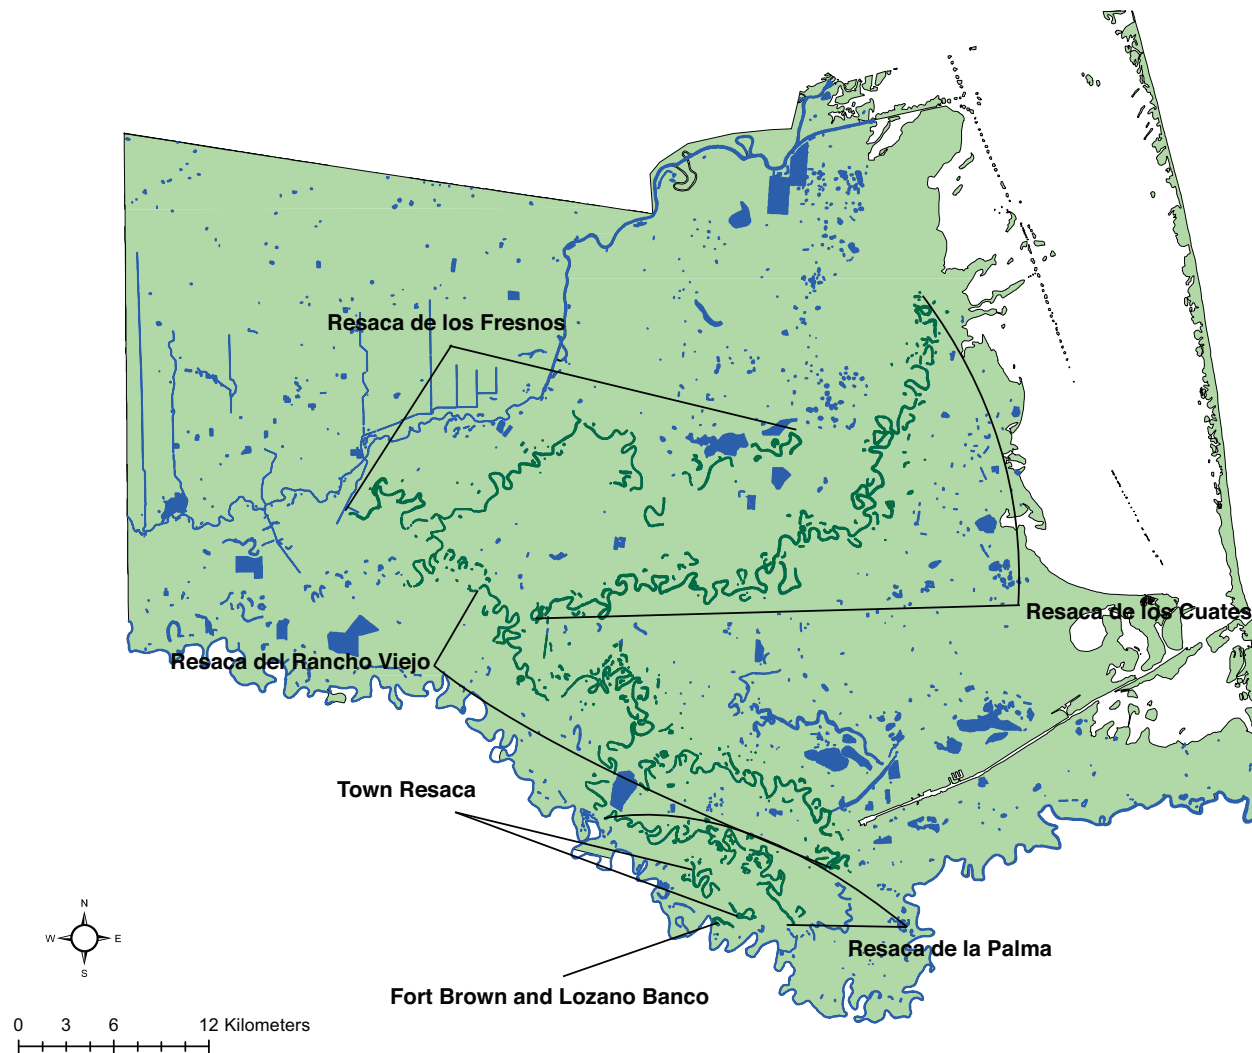 Resaca de los Fresnos
Resaca de los Cuates
Resaca del Rancho Viejo
Town Resaca
N
W E
S
Resaca de la Palma
Fort Brown and Lozano Banco
0 3 6 12 Kilometers